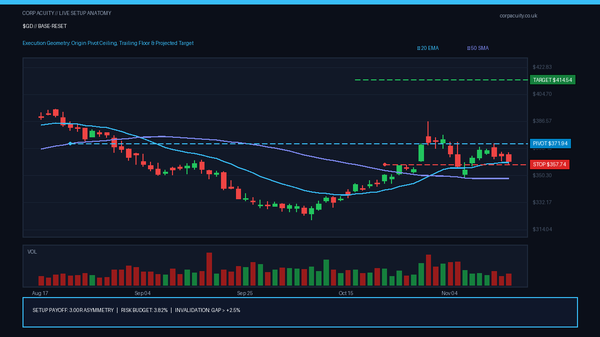 CORP ACUITY // LIVE SETUP ANATOMY
corpacuity.co.uk
$GD // BASE-RESET
Execution Geometry: Origin Pivot Ceiling, Trailing Floor & Projected Target
20 EMA
50 SMA
$422.83
TARGET $414.54
$404.70
$386.57
PIVOT $371.94
STOP $357.74
$350.30
$332.17
$314.04
VOL
Aug 17
Sep 04
Sep 25
Oct 15
Nov 04
SETUP PAYOFF: 3.00R ASYMMETRY | RISK BUDGET: 3.82% | INVALIDATION: GAP > +2.5%